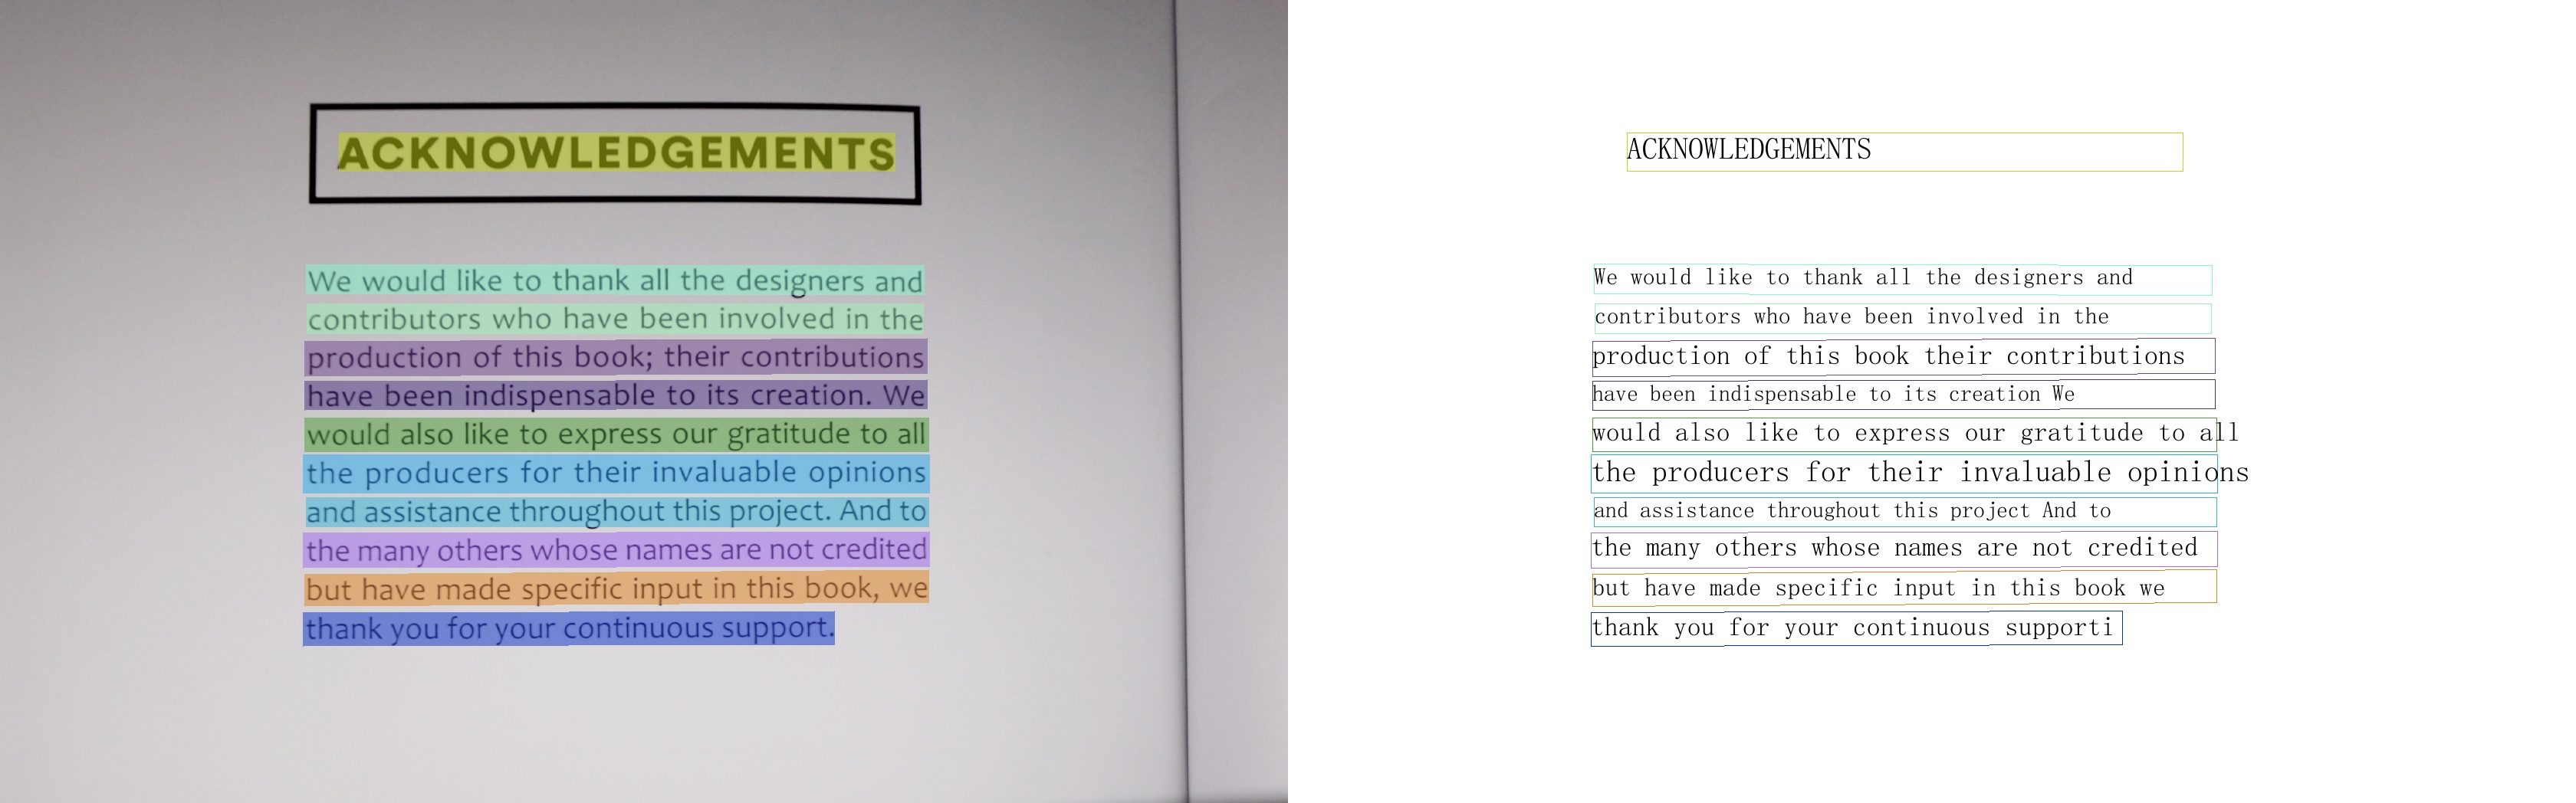 ACKNOWLEDGEMENTS
We would like to thank all the designers and
contributors who have been involved in the
production of this book; their contributions
have been indispensable to its creation. We
would also like to express our gratitude to all
the producers for their invaluable opinions
and assistance throughout this project. And to
the many others whose names are not credited
but have made specific input in this book, we
thank you for your continuous support.
ACKNOWLEDGEMENTS
We would like to thank all the designers and
contributors who have been involved in the
production of this book their contributions
have been indispensable to its creation We
would also like to express our gratitude to all
the producers for their invaluable opinions
and assistance throughout this project And to
the many others whose names are not credited
but have made specific input in this book we
thank you for your continuous supporti